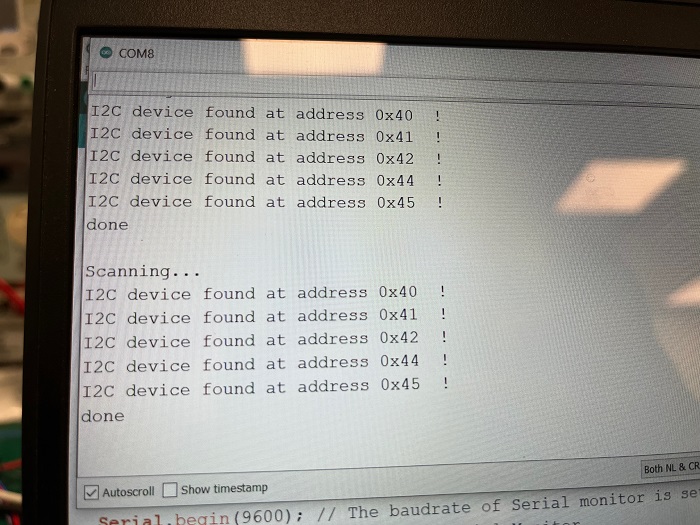 COM8
I2C device found at address 0x40  !
I2C device found at address 0x41  !
I2C device found at address 0x42  !
I2C device found at address 0x44  !
I2C device found at address 0x45  !
done
Scanning...
I2C device found at address 0x40  !
I2C device found at address 0x41  !
I2C device found at address 0x42  !
I2C device found at address 0x44  !
I2C device found at address 0x45  !
done
Both NL & CR
Autoscroll Show timestamp
Serial.begin(9600); // The baudrate of Serial monitor is se